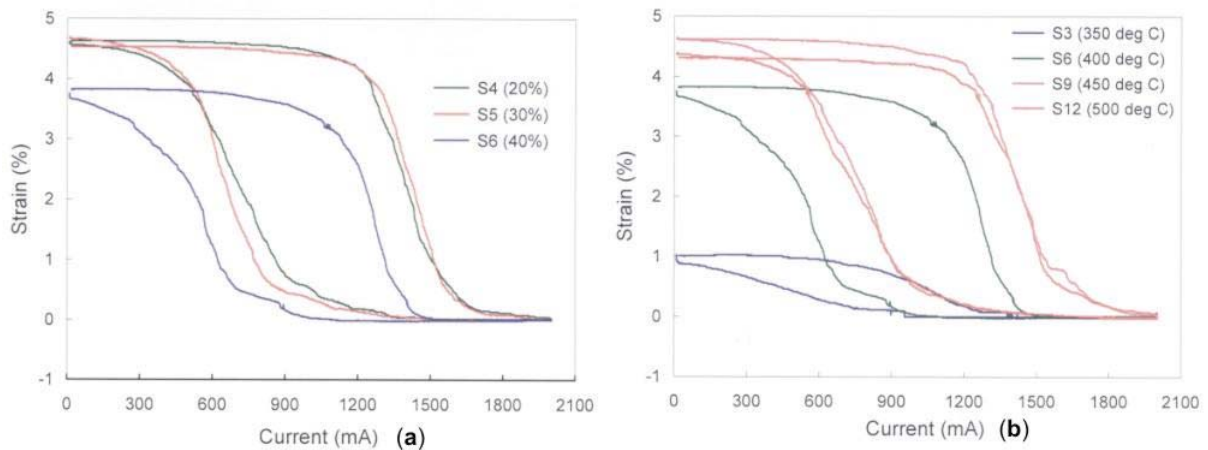 5
4
3
2
1
0
-1
Strain (%)
S4 (20%)
S5 (30%)
S6 (40%)
0 300 600 900 1200 1500 1800 2100
Current (mA) (a)
5
4
3
2
1
0
-1
Strain (%)
S3 (350 deg C)
S6 (400 deg C)
S9 (450 deg C)
S12 (500 deg C)
0 300 600 900 1200 1500 1800 2100
Current (mA) (b)